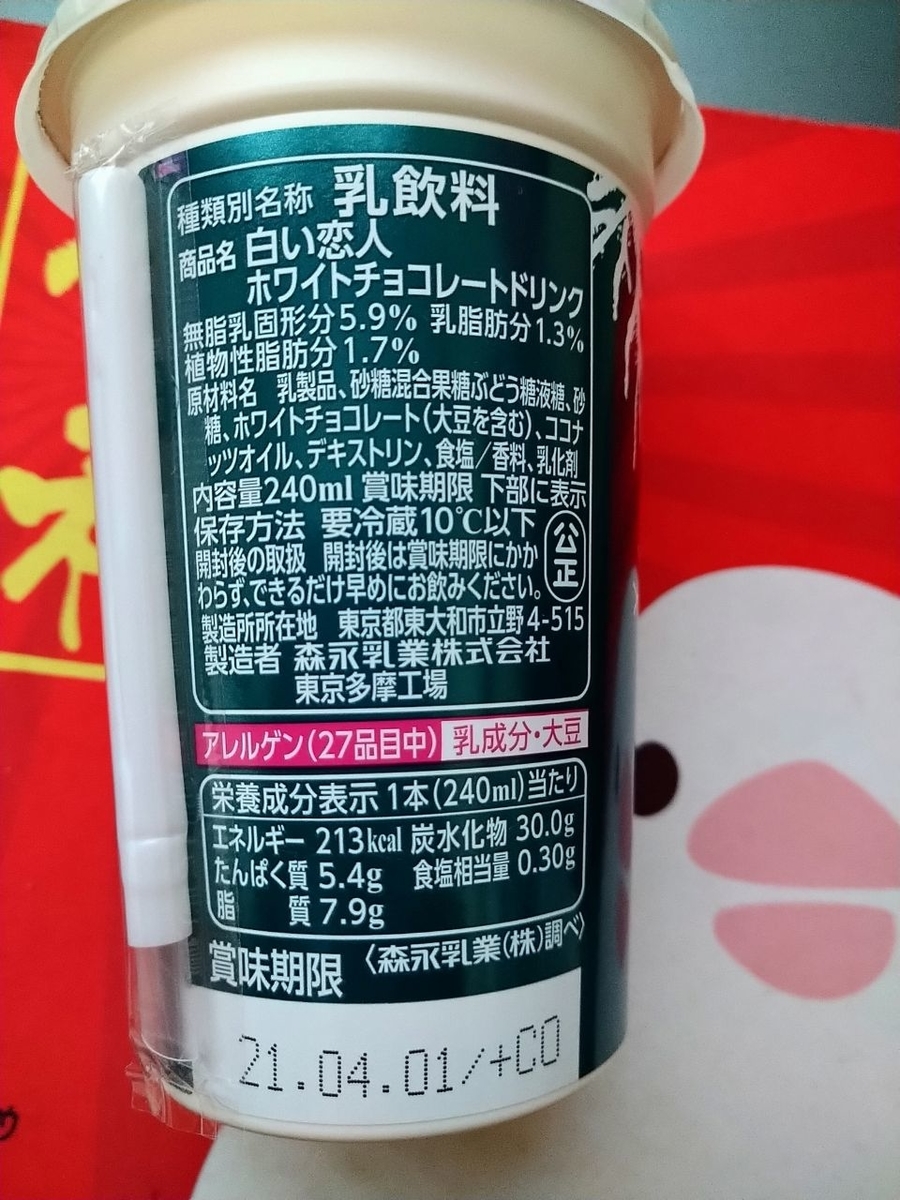 種類別名称 乳飲料
商品名 白い恋人
ホワイトチョコレートドリンク
無脂乳固形分5.9% 乳脂肪分1.3%
植物性脂肪分1.7%
原材料名 乳製品、砂糖混合果糖ぶどう糖液糖、砂
糖、ホワイトチョコレート(大豆を含む)、ココナ
ッツオイル、デキストリン、食塩/香料、乳化剤
内容量240ml 賞味期限 下部に表示
保存方法 要冷蔵10℃以下
公正
開封後の取扱 開封後は賞味期限にかか
わらず、できるだけ早めにお飲みください。
製造所所在地 東京都東大和市立野4-515
製造者 森永乳業株式会社
東京多摩工場
アレルゲン(27品目中) 乳成分・大豆
栄養成分表示 1本(240ml)当たり
エネルギー 213kcal 炭水化物 30.0g
たんぱく質 5.4g 食塩相当量 0.30g
脂質 7.9g
賞味期限 〈森永乳業(株)調べ〉
21.04.01/+CO